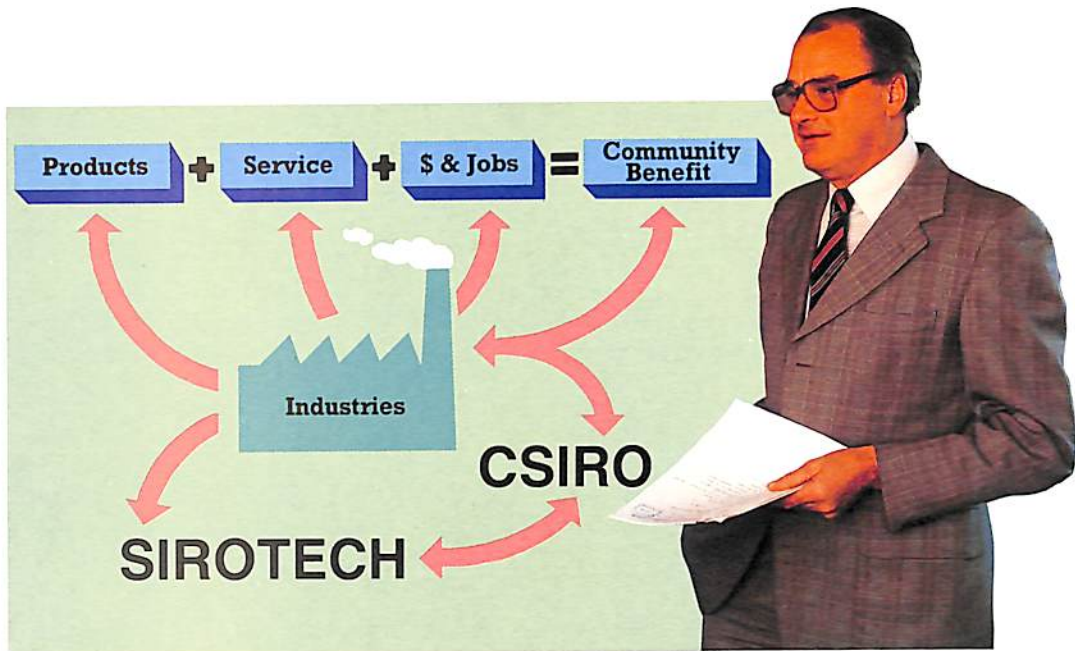 Products + Service + $ & Jobs = Community
Benefit
Industries
CSIRO
SIROTECH